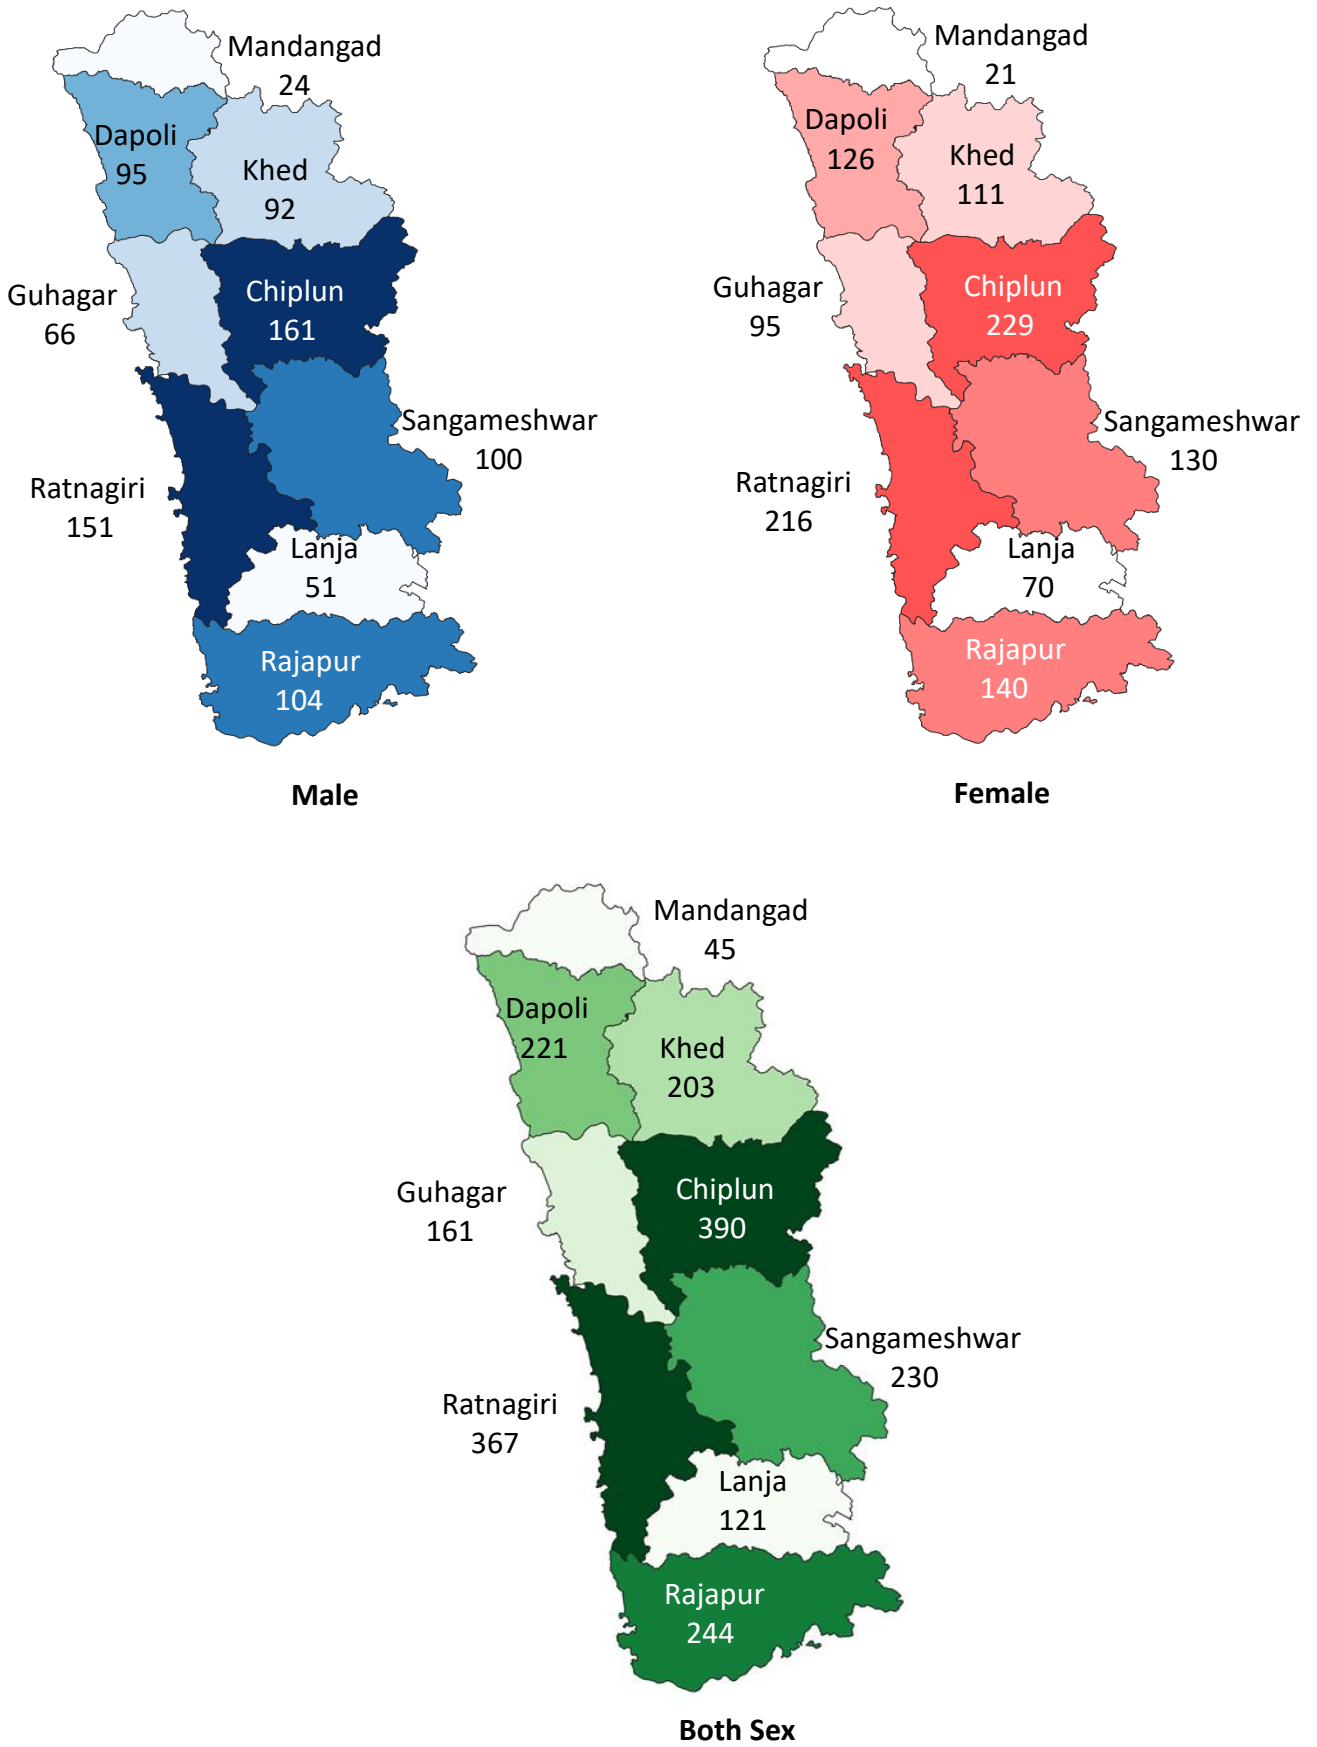 Mandangad
24
Dapoli
95
Khed
92
Guhagar
66
Chiplun
161
Sangameshwar
100
Ratnagiri
151
Lanja
51
Rajapur
104
Male
Mandangad
21
Dapoli
126
Khed
111
Guhagar
95
Chiplun
229
Sangameshwar
130
Ratnagiri
216
Lanja
70
Rajapur
140
Female
Mandangad
45
Dapoli
221
Khed
203
Guhagar
161
Chiplun
390
Sangameshwar
230
Ratnagiri
367
Lanja
121
Rajapur
244
Both Sex